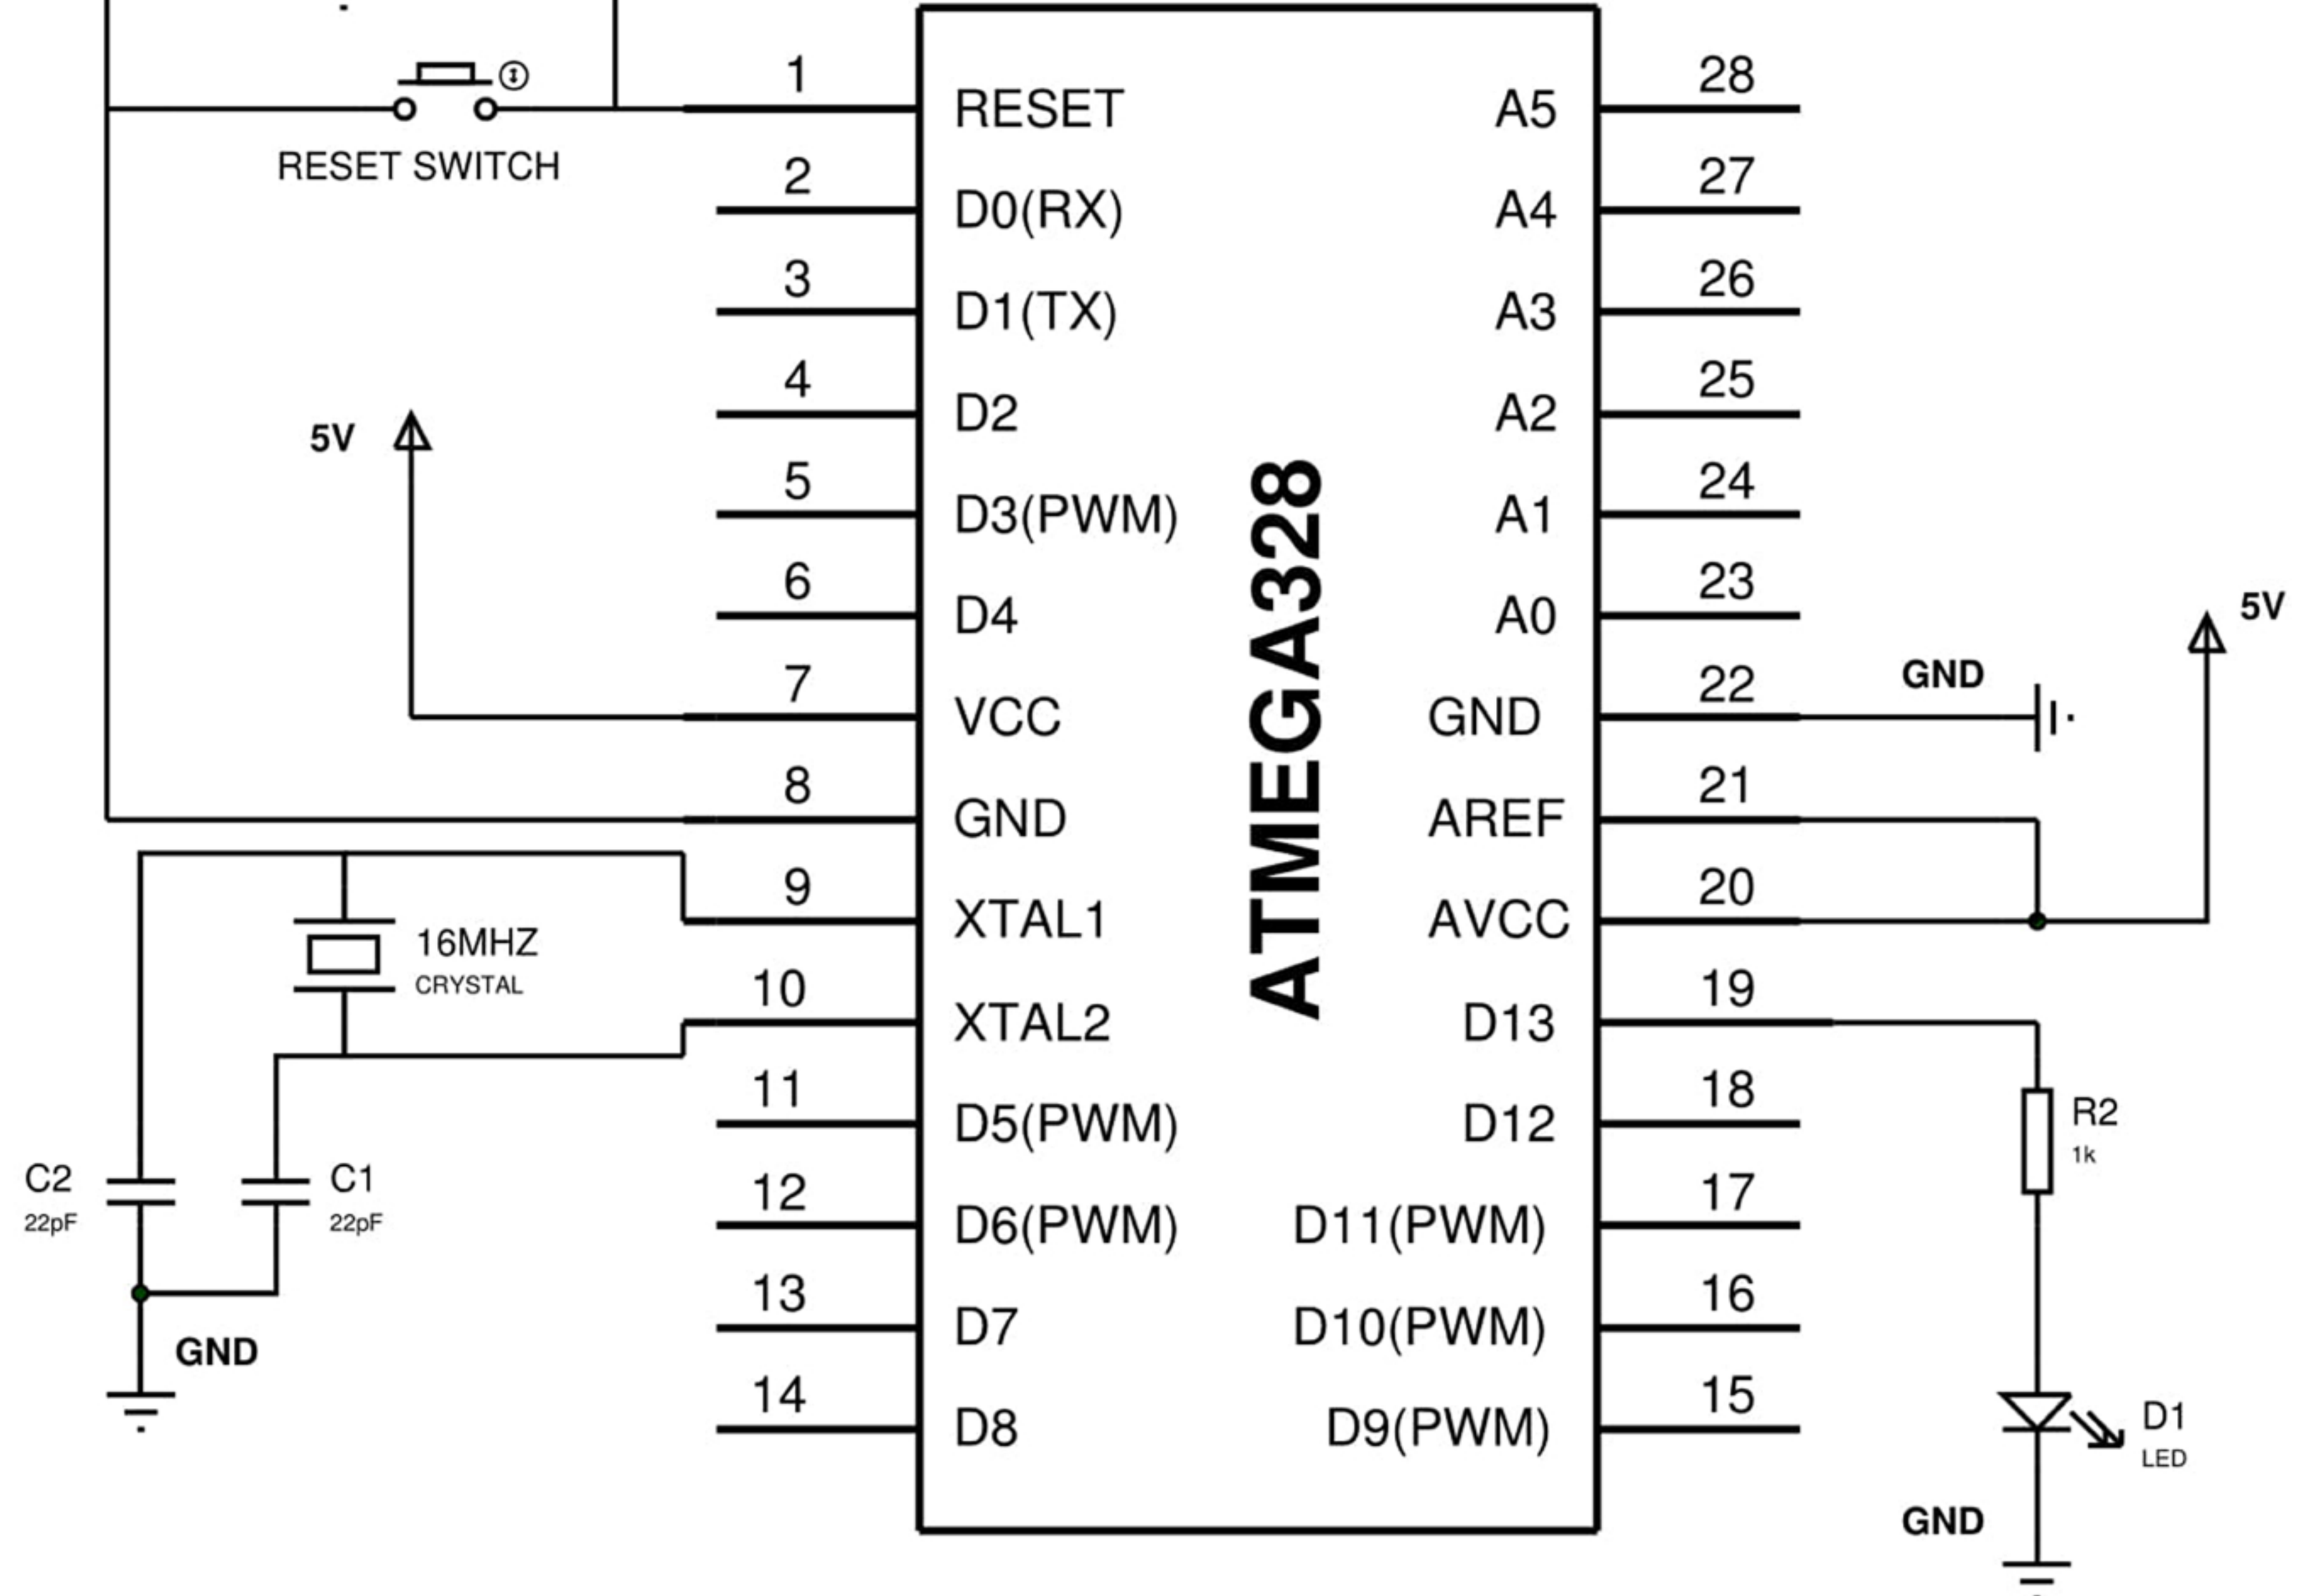 RESET SWITCH
5V
16MHZ
CRYSTAL
C2
22pF
C1
22pF
GND
1
2
3
4
5
6
7
8
9
10
11
12
13
14
RESET
D0(RX)
D1(TX)
D2
D3(PWM)
D4
VCC
GND
XTAL1
XTAL2
D5(PWM)
D6(PWM)
D7
D8
ATMEGA328
A5
A4
A3
A2
A1
A0
GND
AREF
AVCC
D13
D12
D11(PWM)
D10(PWM)
D9(PWM)
28
27
26
25
24
23
22
21
20
19
18
17
16
15
GND
5V
R2
1k
D1
LED
GND